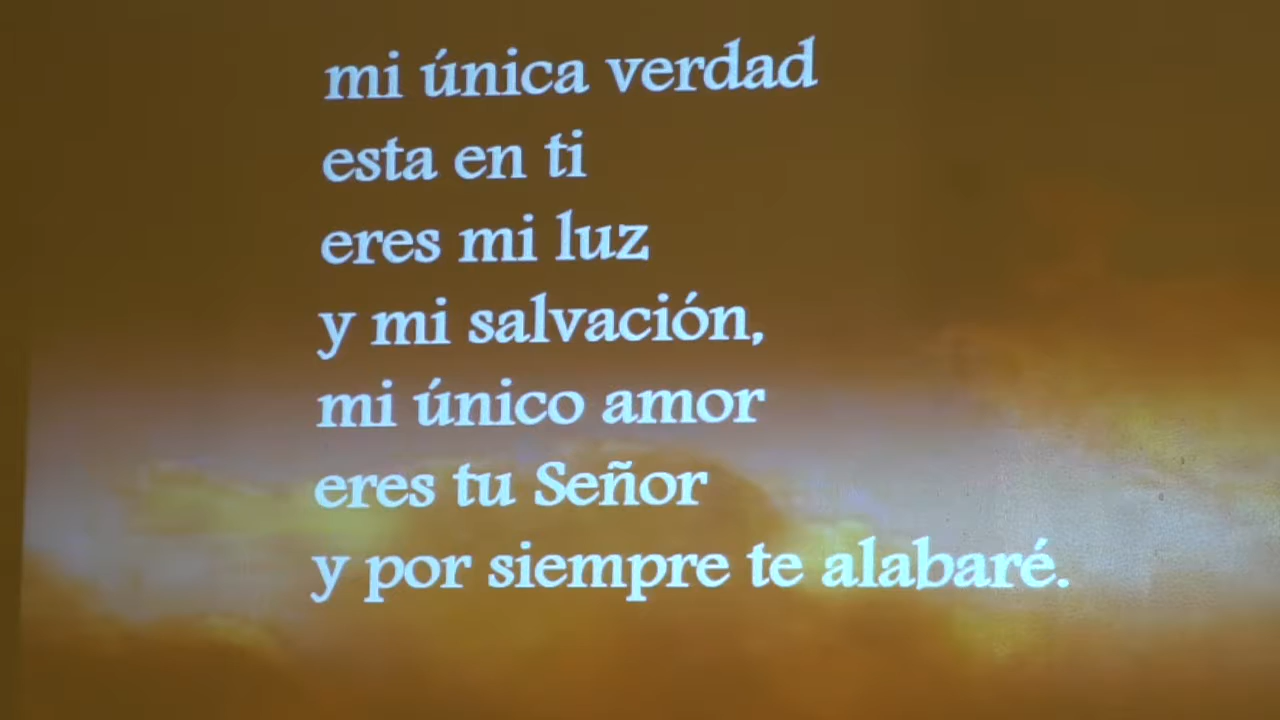 mi única verdad
esta en ti
eres mi luz
y mi salvación,
mi único amor
eres tu Señor
y por siempre te alabaré.